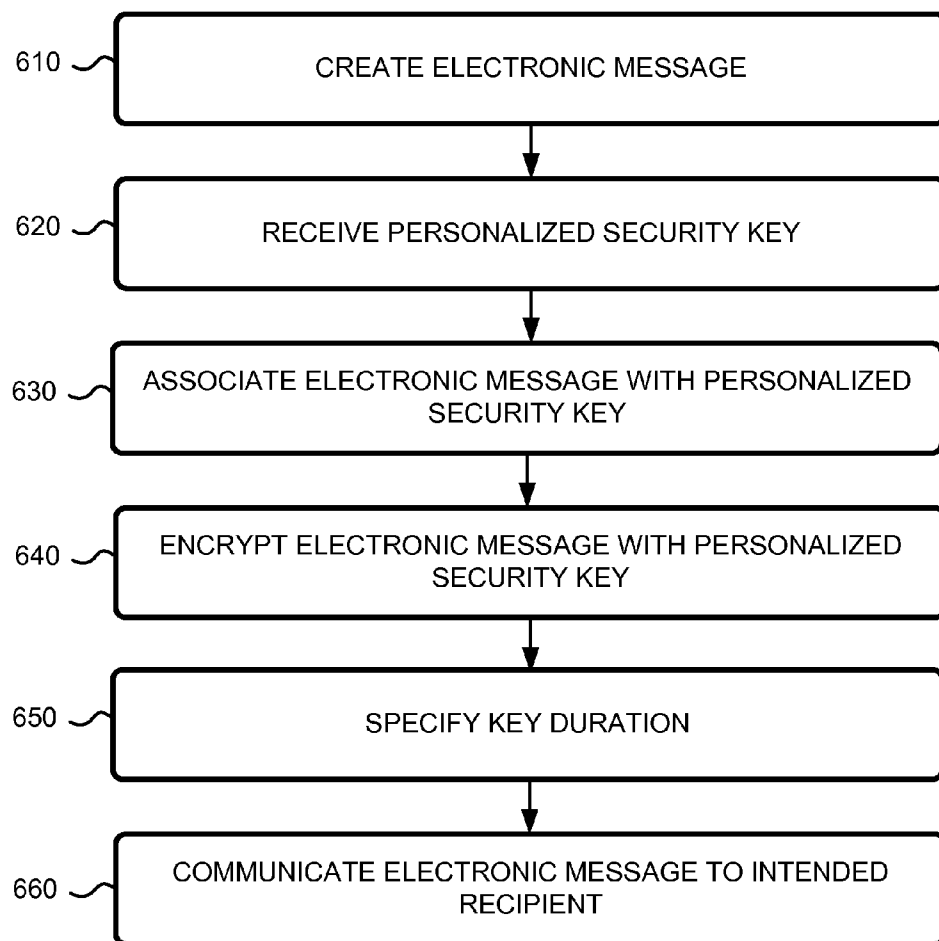 610
CREATE ELECTRONIC MESSAGE
620
RECEIVE PERSONALIZED SECURITY KEY
630
ASSOCIATE ELECTRONIC MESSAGE WITH PERSONALIZED
SECURITY KEY
640
ENCRYPT ELECTRONIC MESSAGE WITH PERSONALIZED
SECURITY KEY
650
SPECIFY KEY DURATION
660
COMMUNICATE ELECTRONIC MESSAGE TO INTENDED
RECIPIENT